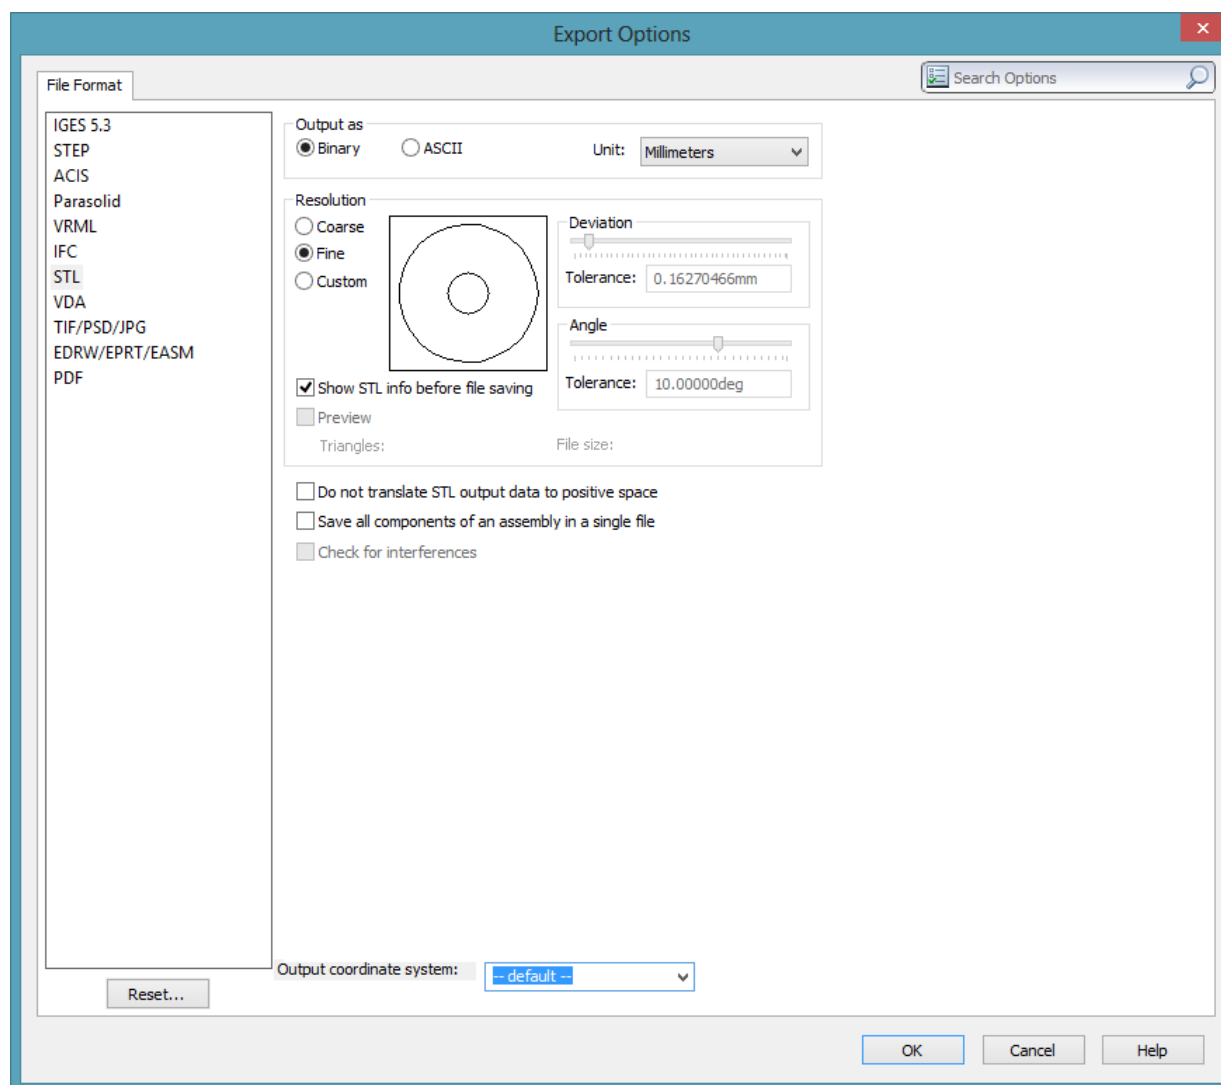 Export Options
File Format
Search Options
IGES 5.3
STEP
ACIS
Parasolid
VRML
IFC
STL
VDA
TIF/PSD/JPG
EDRW/EPRT/EASM
PDF
Reset...
Output as
Binary
ASCII
Unit:
Millimeters
Resolution
Coarse
Fine
Custom
Deviation
Tolerance:
0.16270466mm
Angle
Tolerance:
10.00000deg
Show STL info before file saving
Preview
Triangles:
File size:
Do not translate STL output data to positive space
Save all components of an assembly in a single file
Check for interferences
Output coordinate system:
-- default --
OK
Cancel
Help